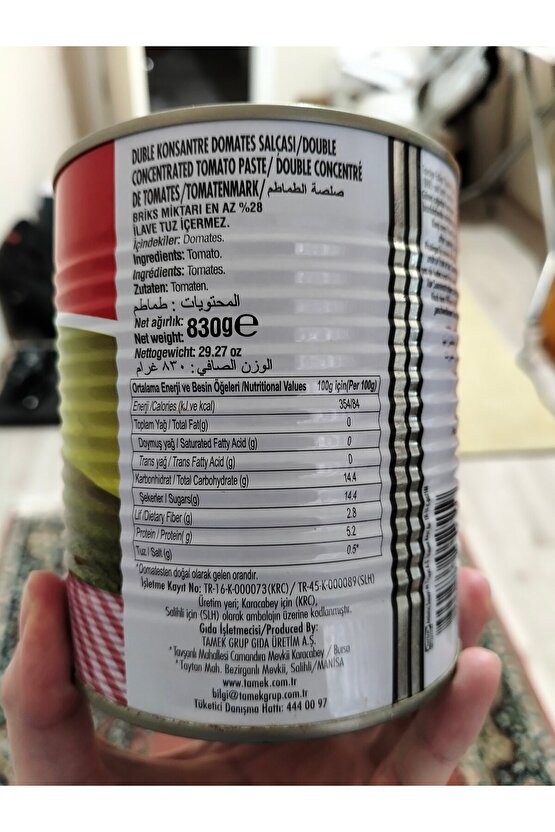 DUBLE KONSANTRE DOMATES SALÇASI/DOUBLE
CONCENTRATED TOMATO PASTE/ DOUBLE CONCENTRÉ
DE TOMATES/TOMATENMARK/ صلصة الطماطم
BRİKS MİKTARI EN AZ %28
İLAVE TUZ İÇERMEZ.
İçindekiler: Domates.
Ingredients: Tomato.
Ingrédients: Tomates.
Zutaten: Tomaten.
المحتويات : طماطم
Net ağırlık: 830g℮
Net weight:
Nettogewicht: 29.27 oz
الوزن الصافي: ٨٣٠ غرام
Ortalama Enerji ve Besin Öğeleri /Nutritional Values 100g İçin(Per 100g)
Enerji /Calories (kJ.ve kcal) 354/84
Toplam Yağ / Total Fat(g) 0
Doymuş yağ / Saturated Fatty Acid (g) 0
Trans yağ / Trans Fatty Acid (g) 0
Karbonhidrat / Total Carbohydrate (g) 14.4
Şekerler / Sugars(g) 14.4
Lif /Dietary Fiber (g) 2.8
Protein / Protein(g) 5.2
Tuz / Salt (g) 0.5*
*Domatesten doğal olarak gelen orandır.
İşletme Kayıt No: TR-16-K-000073(KRC) / TR-45-K-000089(SLH)
Üretim yeri; Karacabey için (KRC),
Salihli için (SLH) olarak ambalajın üzerine kodlanmıştır.
Gıda İşletmecisi/Produced By:
TAMEK GRUP GIDA ÜRETİM A.Ş.
*Tavşanlı Mahallesi Camandıra Mevkii Karacabey / Bursa
*Taytan Mah. Bezirganlı Mevkii, Salihli/MANİSA
www.tamek.com.tr
bilgi@tamekgrup.com.tr
Tüketici Danışma Hattı: 444 00 97